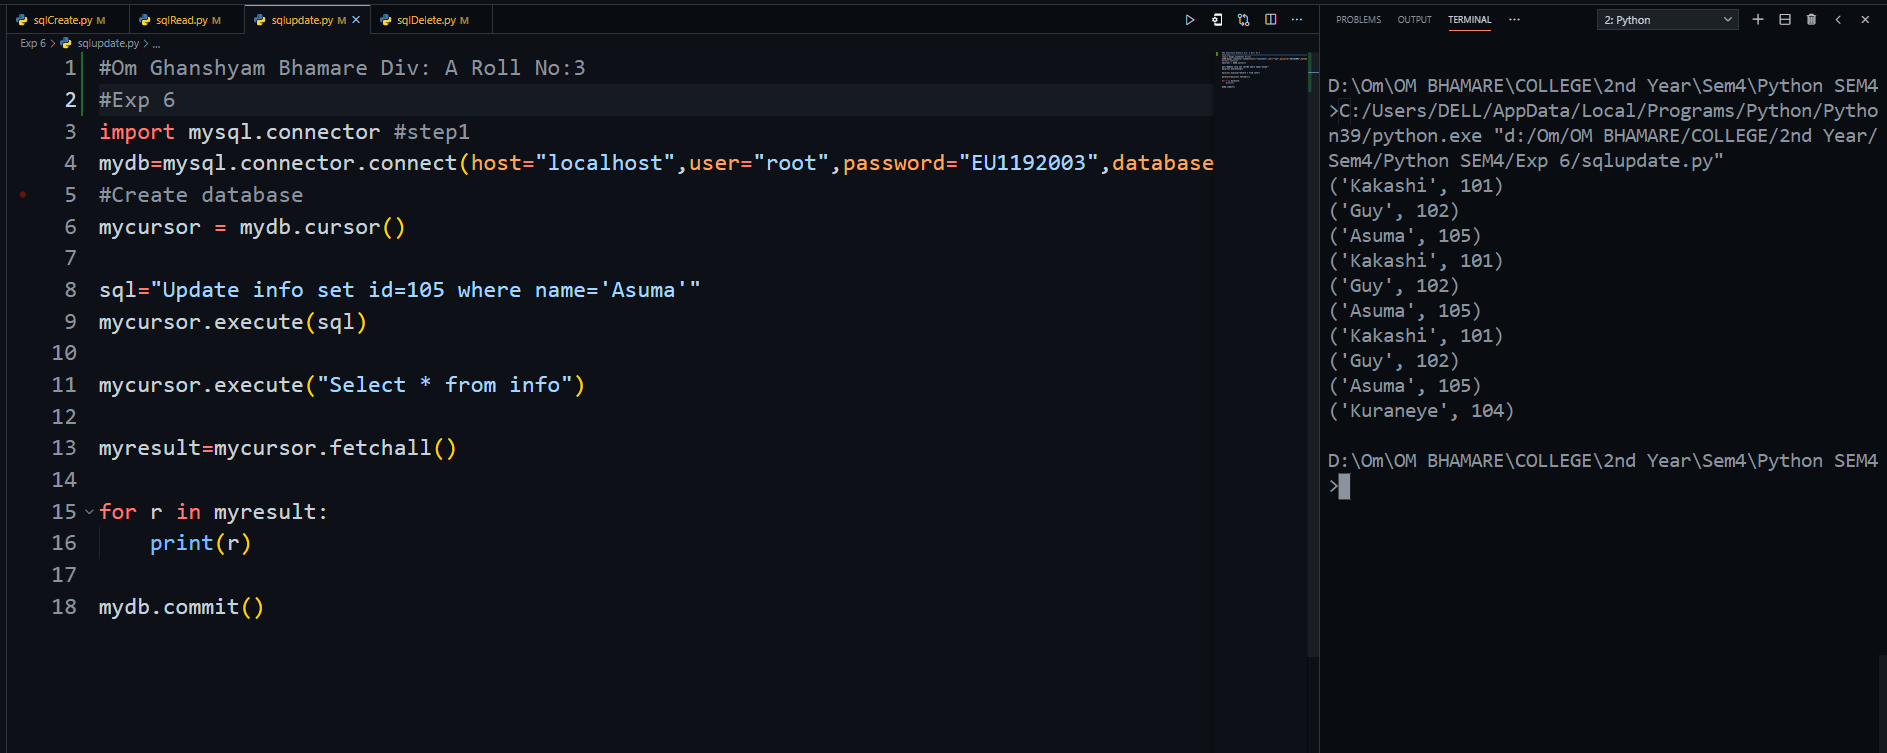 sqlCreate.py M
sqlRead.py M
sqlupdate.py M
sqlDelete.py M
Exp 6 > sqlupdate.py > ...
1 #Om Ghanshyam Bhamare Div: A Roll No:3
2 #Exp 6
3 import mysql.connector #step1
4 mydb=mysql.connector.connect(host="localhost",user="root",password="EU1192003",database
5 #Create database
6 mycursor = mydb.cursor()
7
8 sql="Update info set id=105 where name='Asuma'"
9 mycursor.execute(sql)
10
11 mycursor.execute("Select * from info")
12
13 myresult=mycursor.fetchall()
14
15 for r in myresult:
16 print(r)
17
18 mydb.commit()
PROBLEMS OUTPUT TERMINAL ... 2: Python
D:\Om\OM BHAMARE\COLLEGE\2nd Year\Sem4\Python SEM4
>C:/Users/DELL/AppData/Local/Programs/Python/Pytho
n39/python.exe "d:/Om/OM BHAMARE/COLLEGE/2nd Year/
Sem4/Python SEM4/Exp 6/sqlupdate.py"
('Kakashi', 101)
('Guy', 102)
('Asuma', 105)
('Kakashi', 101)
('Guy', 102)
('Asuma', 105)
('Kakashi', 101)
('Guy', 102)
('Asuma', 105)
('Kuraneye', 104)
D:\Om\OM BHAMARE\COLLEGE\2nd Year\Sem4\Python SEM4
>